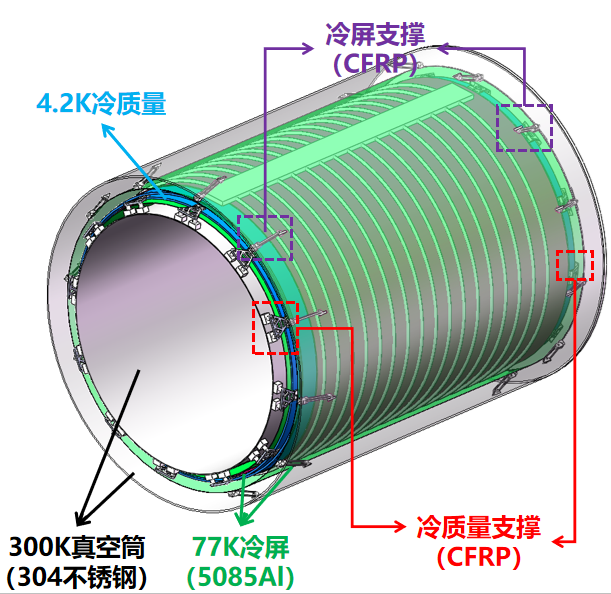 冷屏支撑
（CFRP）
4.2K冷质量
300K真空筒
（304不锈钢）
77K冷屏
（5085Al）
冷质量支撑
（CFRP）